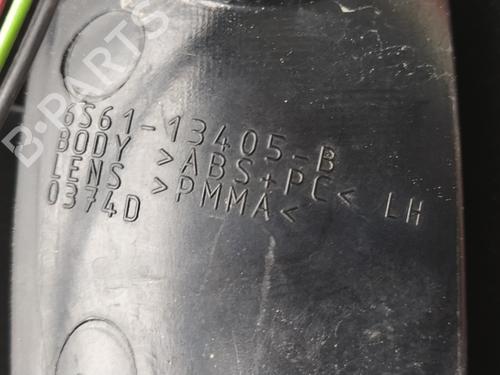 6S61-13405-B
BODY >ABS+PC<
LENS >PMMA< LH
0374D
B-PARTS